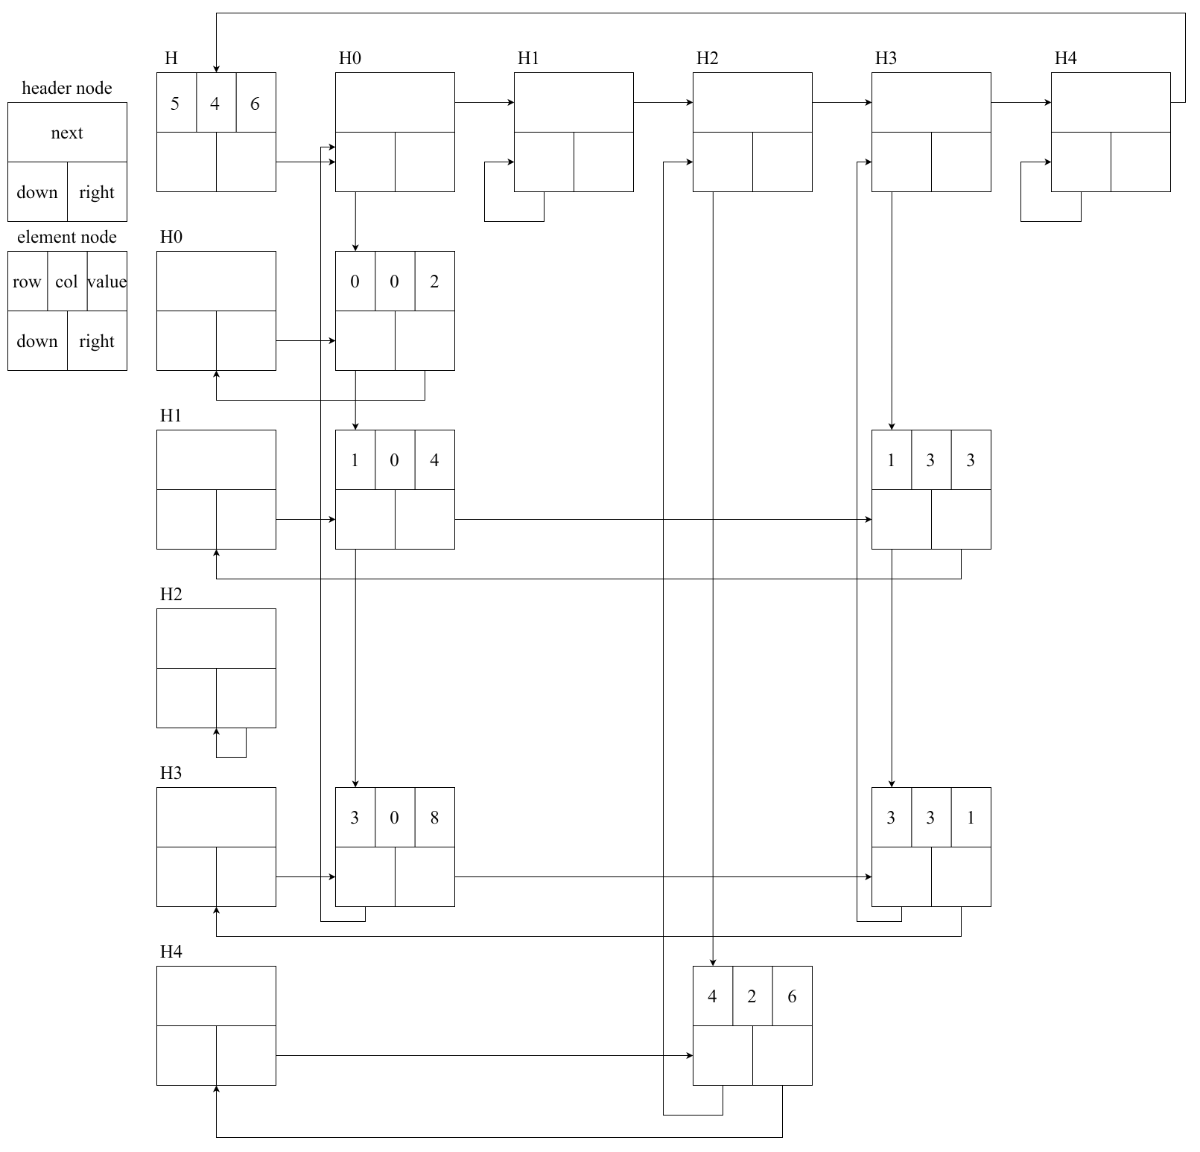 H H0 H1 H2 H3 H4
header node
5 4 6
next
down right
element node
H0
row col value
0 0 2
down right
H1
1 0 4
1 3 3
H2
H3
3 0 8
3 3 1
H4
4 2 6